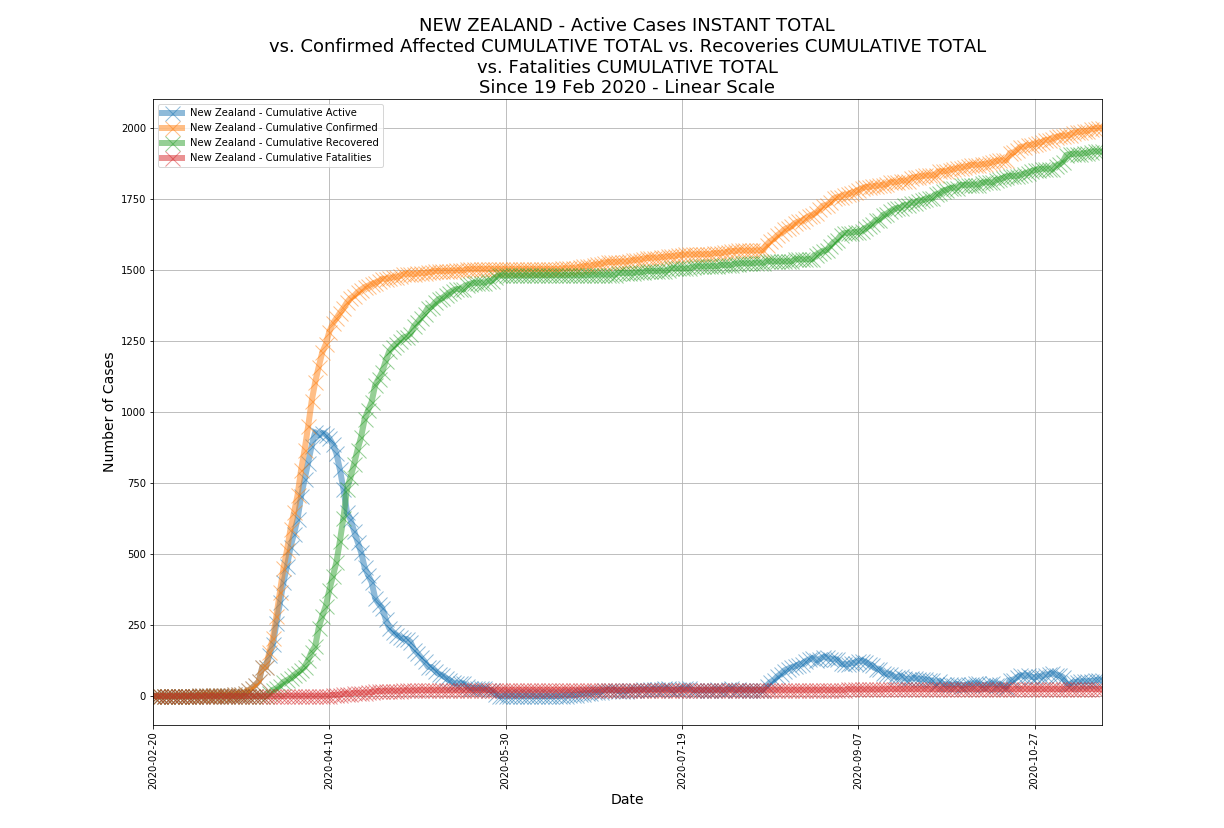 NEW ZEALAND - Active Cases INSTANT TOTAL
vs. Confirmed Affected CUMULATIVE TOTAL vs. Recoveries CUMULATIVE TOTAL
vs. Fatalities CUMULATIVE TOTAL
Since 19 Feb 2020 - Linear Scale
New Zealand - Cumulative Active
New Zealand - Cumulative Confirmed
New Zealand - Cumulative Recovered
New Zealand - Cumulative Fatalities
Number of Cases
2000
1750
1500
1250
1000
750
500
250
0
2020-02-20
2020-04-10
2020-05-30
2020-07-19
2020-09-07
2020-10-27
Date